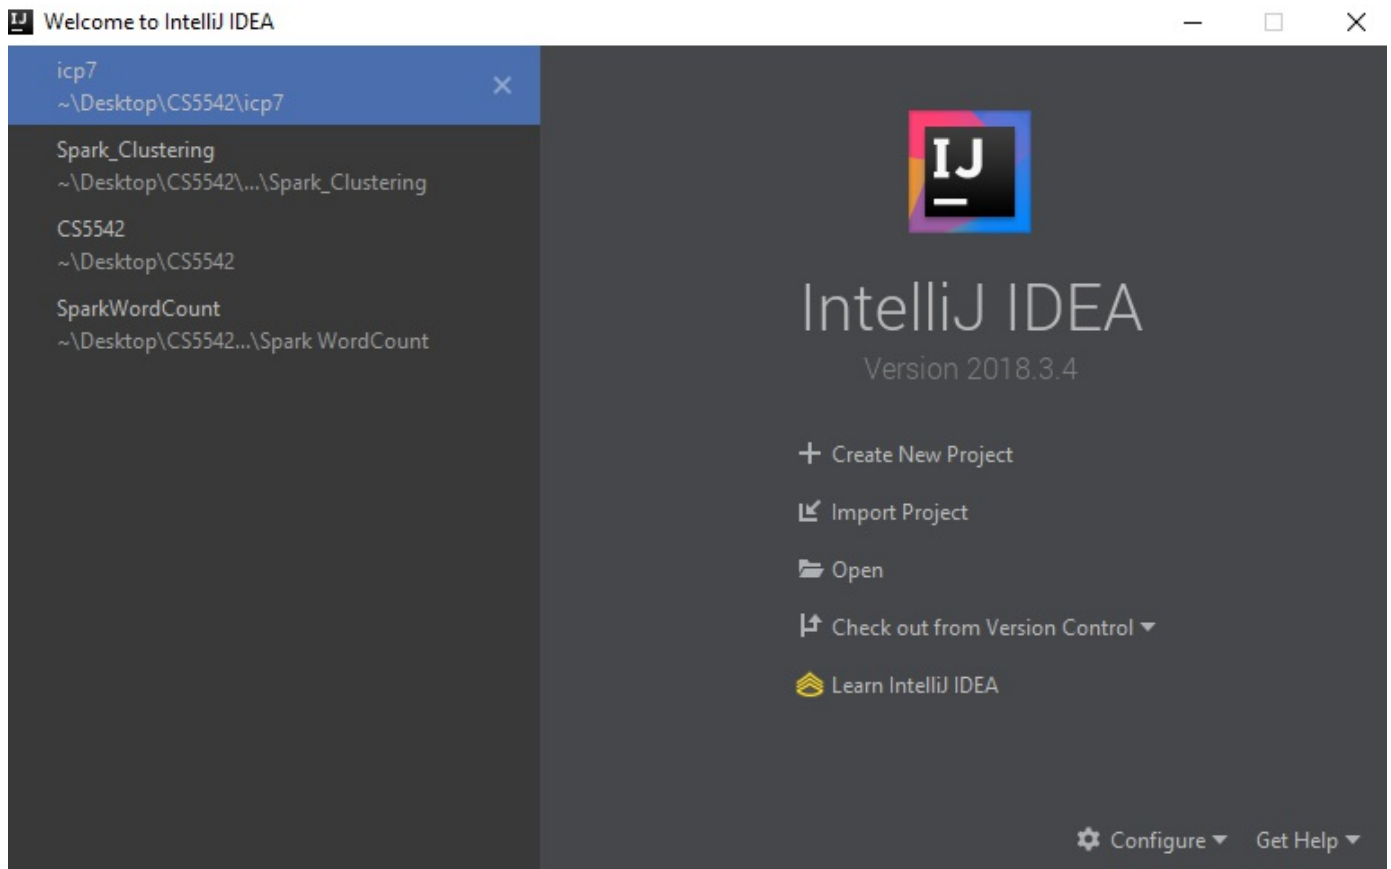 Welcome to IntelliJ IDEA
icp7
~\Desktop\CS5542\icp7
Spark_Clustering
~\Desktop\CS5542\...\Spark_Clustering
CS5542
~\Desktop\CS5542
SparkWordCount
~\Desktop\CS5542...\Spark WordCount
IJ
IntelliJ IDEA
Version 2018.3.4
Create New Project
Import Project
Open
Check out from Version Control
Learn IntelliJ IDEA
Configure
Get Help